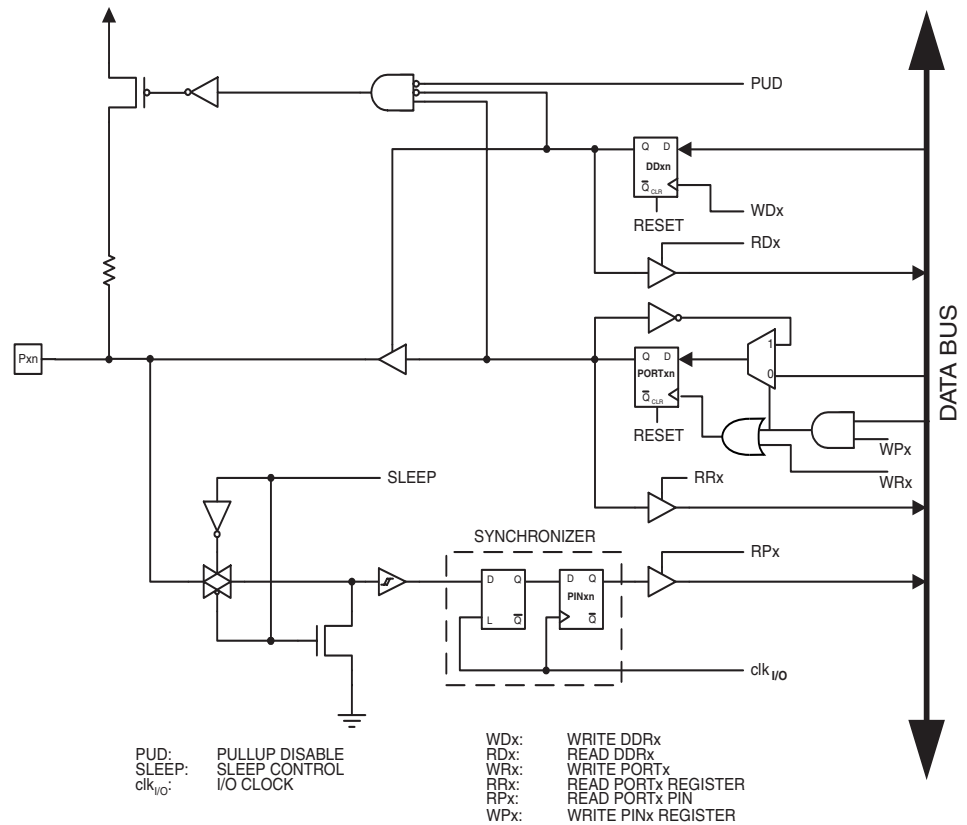 PUD
Q D
DDxn
Q CLR
WDx
RESET
RDx
DATA BUS
Pxn
1
Q D
PORTxn
0
Q CLR
RESET
WPx
WRx
SLEEP
RRx
SYNCHRONIZER
RPx
D Q
D Q
PINxn
L Q
Q
clk I/O
PUD: PULLUP DISABLE
SLEEP: SLEEP CONTROL
clkI/O: I/O CLOCK
WDx: WRITE DDRx
RDx: READ DDRx
WRx: WRITE PORTx
RRx: READ PORTx REGISTER
RPx: READ PORTx PIN
WPx: WRITE PINx REGISTER